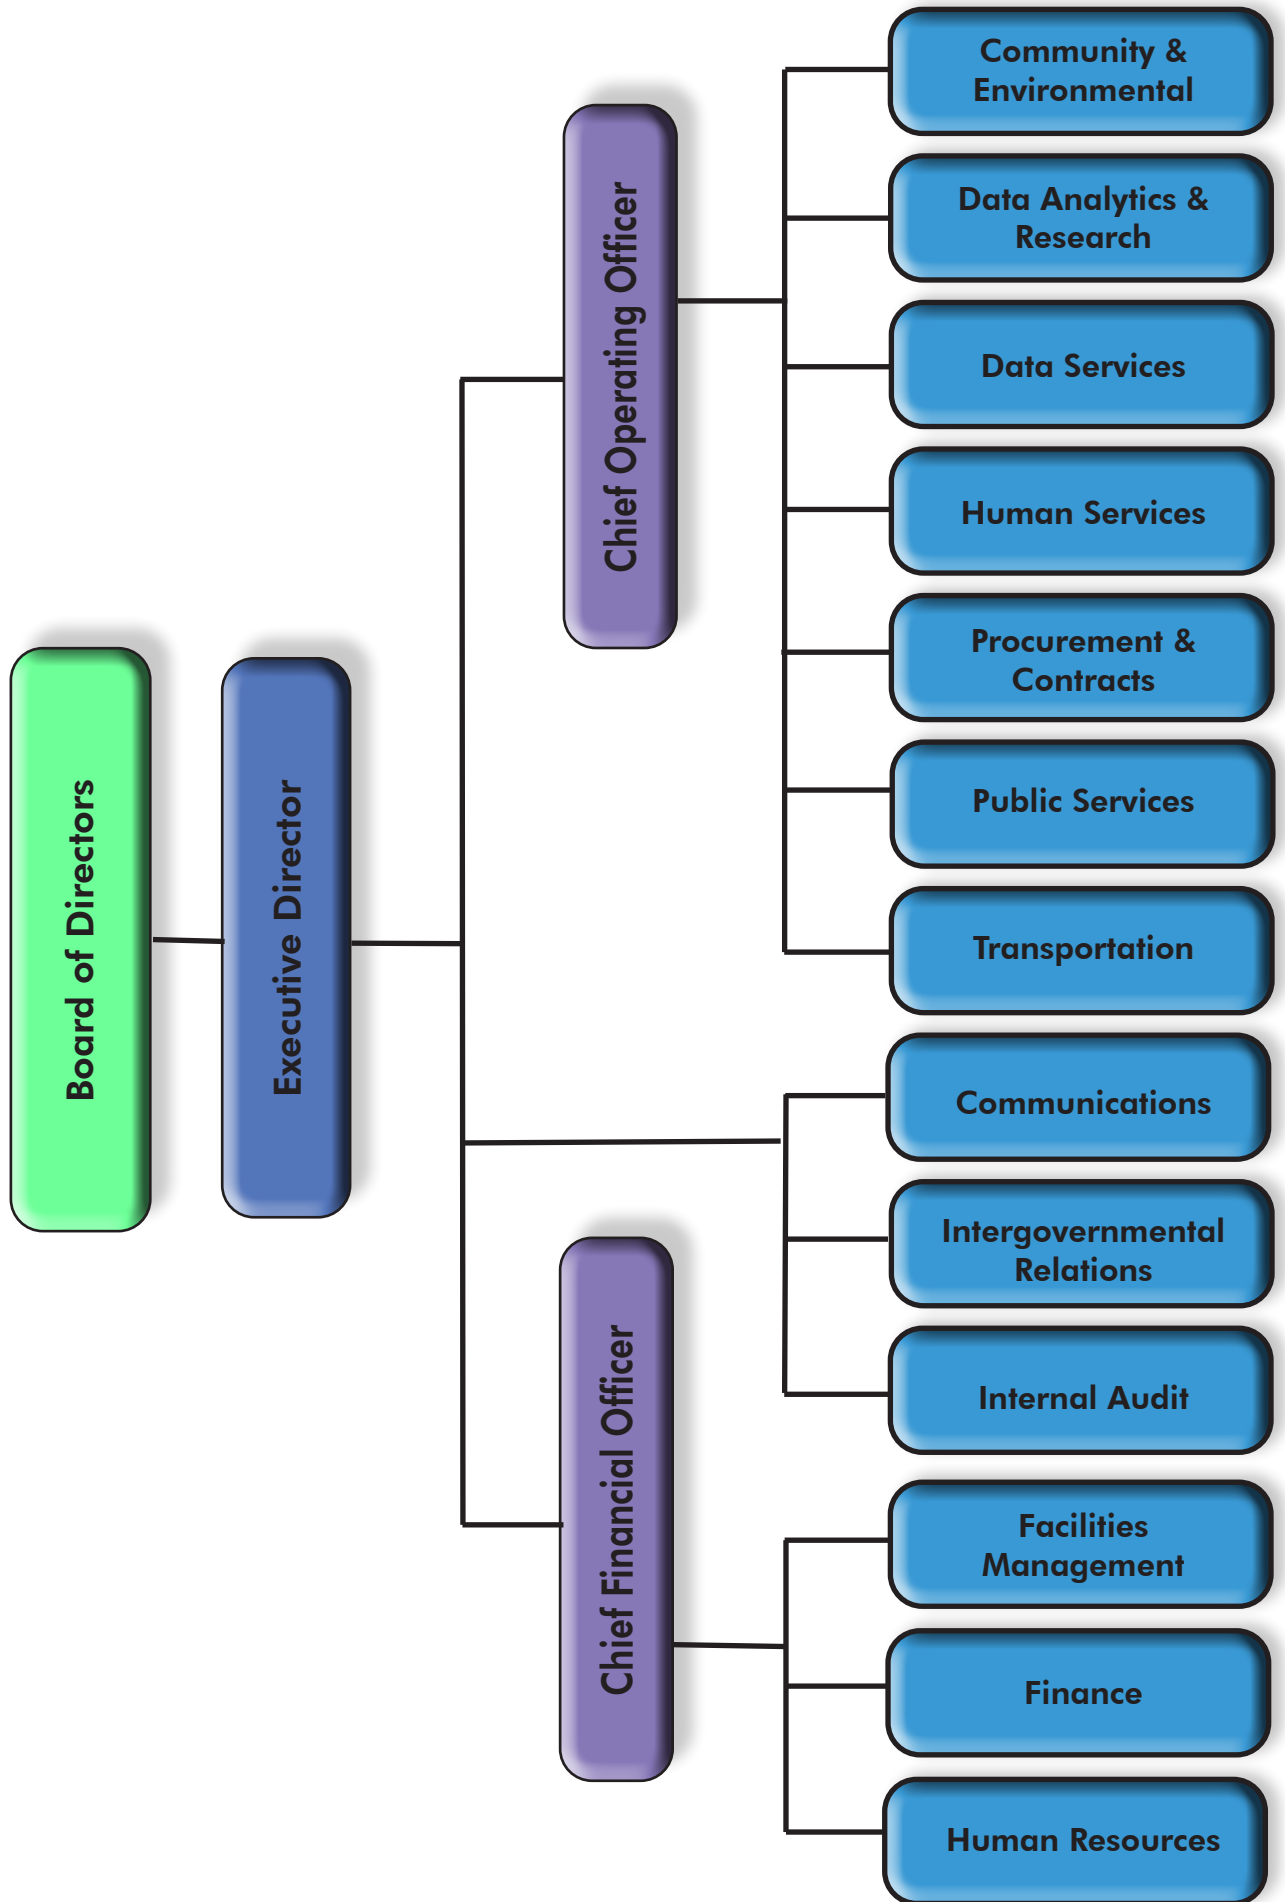 Board of Directors
Executive Director
Chief Operating Officer
Community &
Environmental
Data Analytics &
Research
Data Services
Human Services
Procurement &
Contracts
Public Services
Transportation
Communications
Intergovernmental
Relations
Internal Audit
Chief Financial Officer
Facilities
Management
Finance
Human Resources